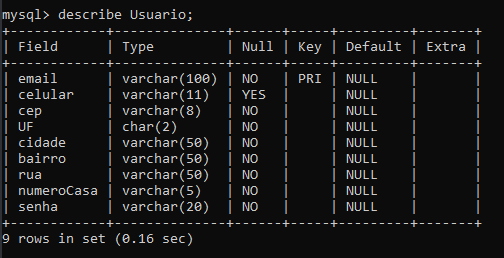 mysql> describe Usuario;
+------------+--------------+------+-----+---------+-------+
| Field      | Type         | Null | Key | Default | Extra |
+------------+--------------+------+-----+---------+-------+
| email      | varchar(100) | NO   | PRI | NULL    |       |
| celular    | varchar(11)  | YES  |     | NULL    |       |
| cep        | varchar(8)   | NO   |     | NULL    |       |
| UF         | char(2)      | NO   |     | NULL    |       |
| cidade     | varchar(50)  | NO   |     | NULL    |       |
| bairro     | varchar(50)  | NO   |     | NULL    |       |
| rua        | varchar(50)  | NO   |     | NULL    |       |
| numeroCasa | varchar(5)   | NO   |     | NULL    |       |
| senha      | varchar(20)  | NO   |     | NULL    |       |
+------------+--------------+------+-----+---------+-------+
9 rows in set (0.16 sec)